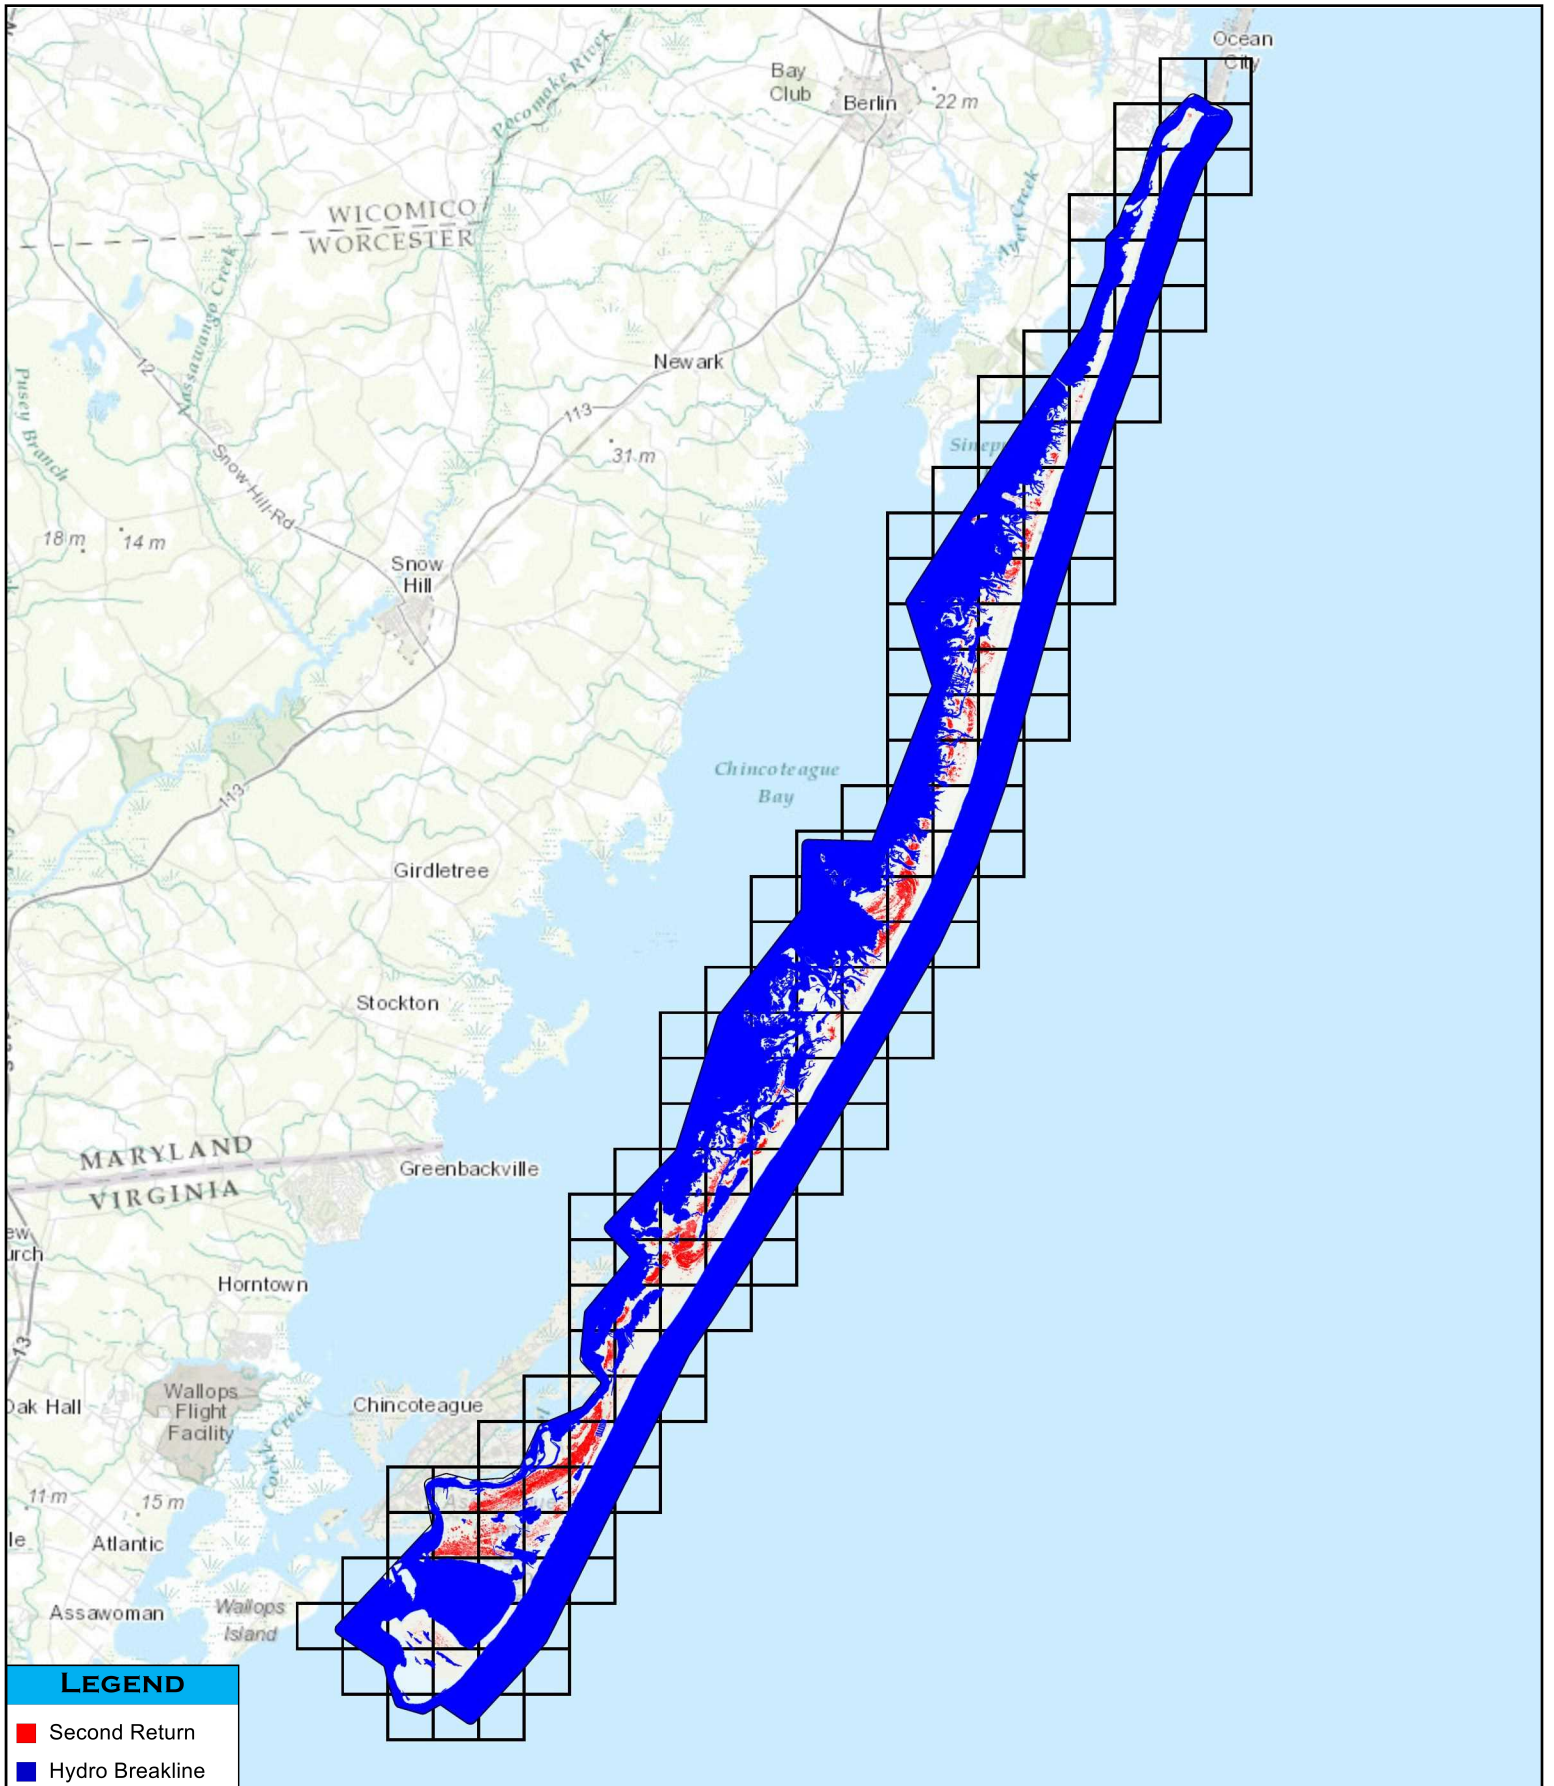 Ocean
City
Bay
Club
Berlin
22 m
Pocomoke River
WICOMICO
WORCESTER
Ayer Creek
Nassawango Creek
12
Newark
Pusey Branch
113
31 m
Snow Hill Rd
18 m
14 m
Snow
Hill
Chincoteague
Bay
113
Girdletree
Stockton
MARYLAND
VIRGINIA
Greenbackville
Horntown
13
Wallops
Flight
Facility
Oak Hall
Chincoteague
Cockle Creek
11 m
15 m
Atlantic
Assawoman
Wallops
Island
LEGEND
Second Return
Hydro Breakline